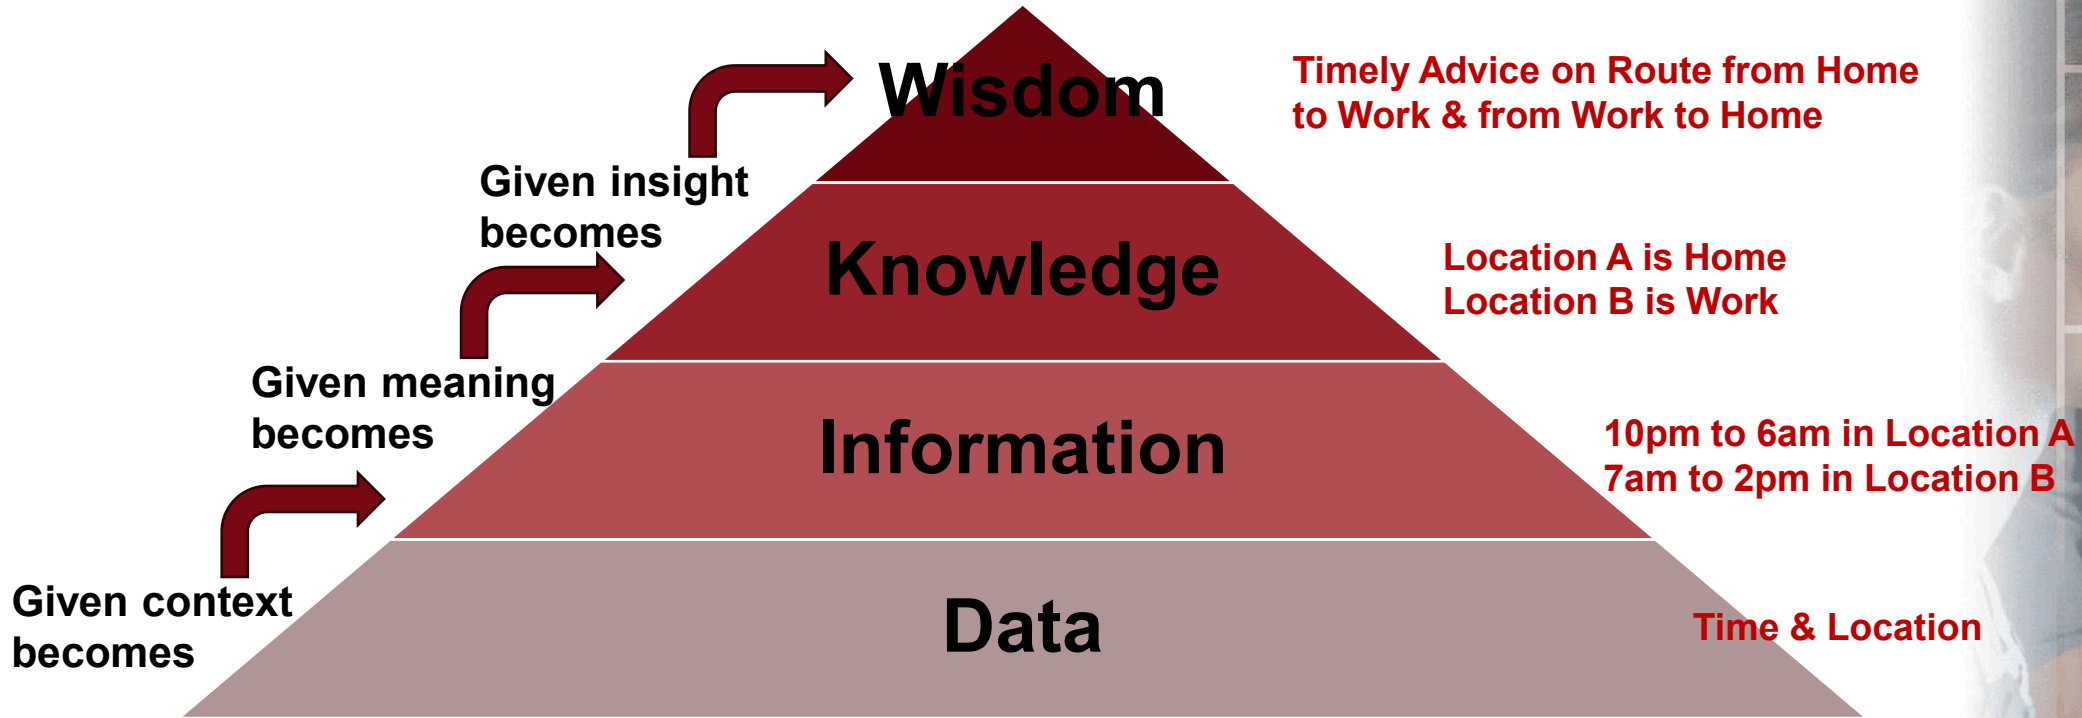 Wisdom
Timely Advice on Route from Home
to Work & from Work to Home
Given insight
becomes
Knowledge
Location A is Home
Location B is Work
Given meaning
becomes
Information
10pm to 6am in Location A
7am to 2pm in Location B
Given context
becomes
Data
Time & Location